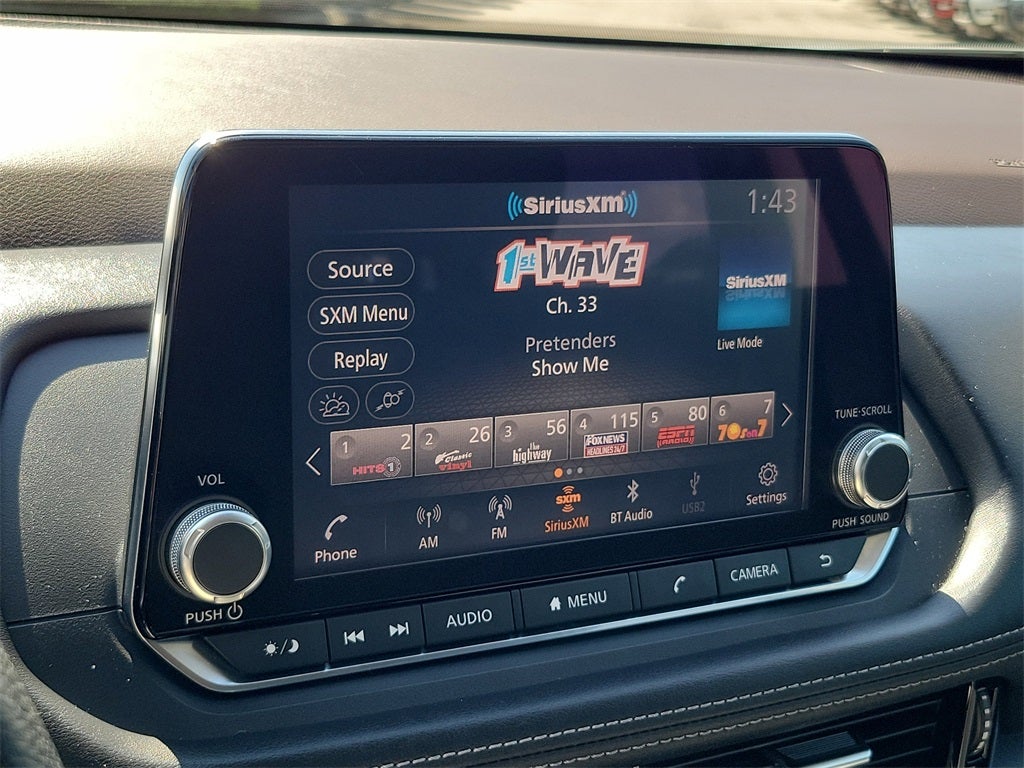 SiriusXM
1:43
Source
SXM Menu
Replay
1st WAVE
Ch. 33
Pretenders
Show Me
SiriusXM
Live Mode
1 2 HITS1
2 26 Classic vinyl
3 56 the highway
4 115 FOX NEWS HEADLINES 24/7
5 80 ESPN RADIO
6 7 70s on 7
Phone
AM
FM
sxm
SiriusXM
BT Audio
USB2
Settings
VOL
PUSH
TUNE·SCROLL
PUSH SOUND
AUDIO
MENU
CAMERA